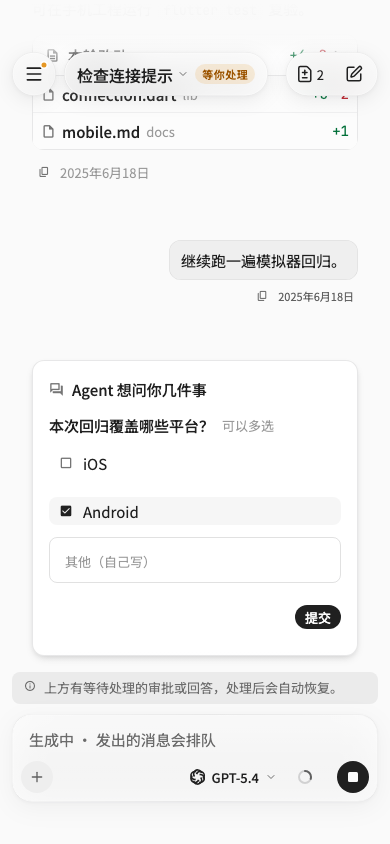 检查连接提示
等你处理
2
connection.dart lib
mobile.md docs
+1
2025年6月18日
继续跑一遍模拟器回归。
2025年6月18日
Agent 想问你几件事
本次回归覆盖哪些平台？ 可以多选
iOS
Android
其他（自己写）
提交
上方有等待处理的审批或回答，处理后会自动恢复。
生成中 · 发出的消息会排队
GPT-5.4